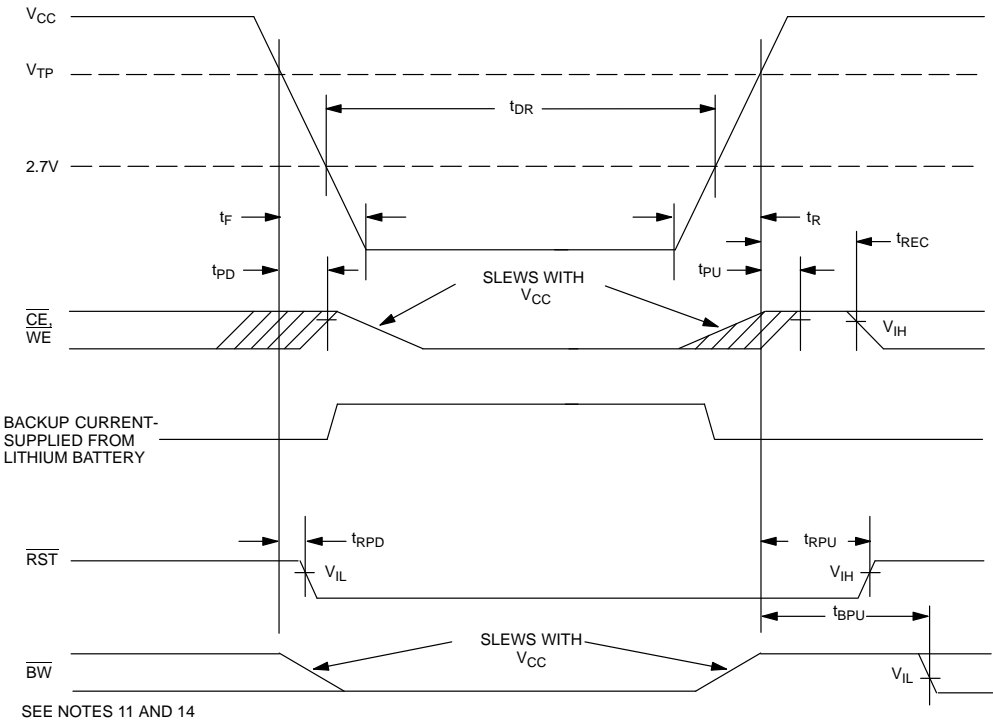 VCC
VTP
tDR
2.7V
tF
tR
tREC
tPD
tPU
SLEWS WITH
VCC
CE,
WE
VIH
BACKUP CURRENT-
SUPPLIED FROM
LITHIUM BATTERY
tRPD
tRPU
RST
VIL
VIH
tBPU
SLEWS WITH
VCC
BW
VIL
SEE NOTES 11 AND 14